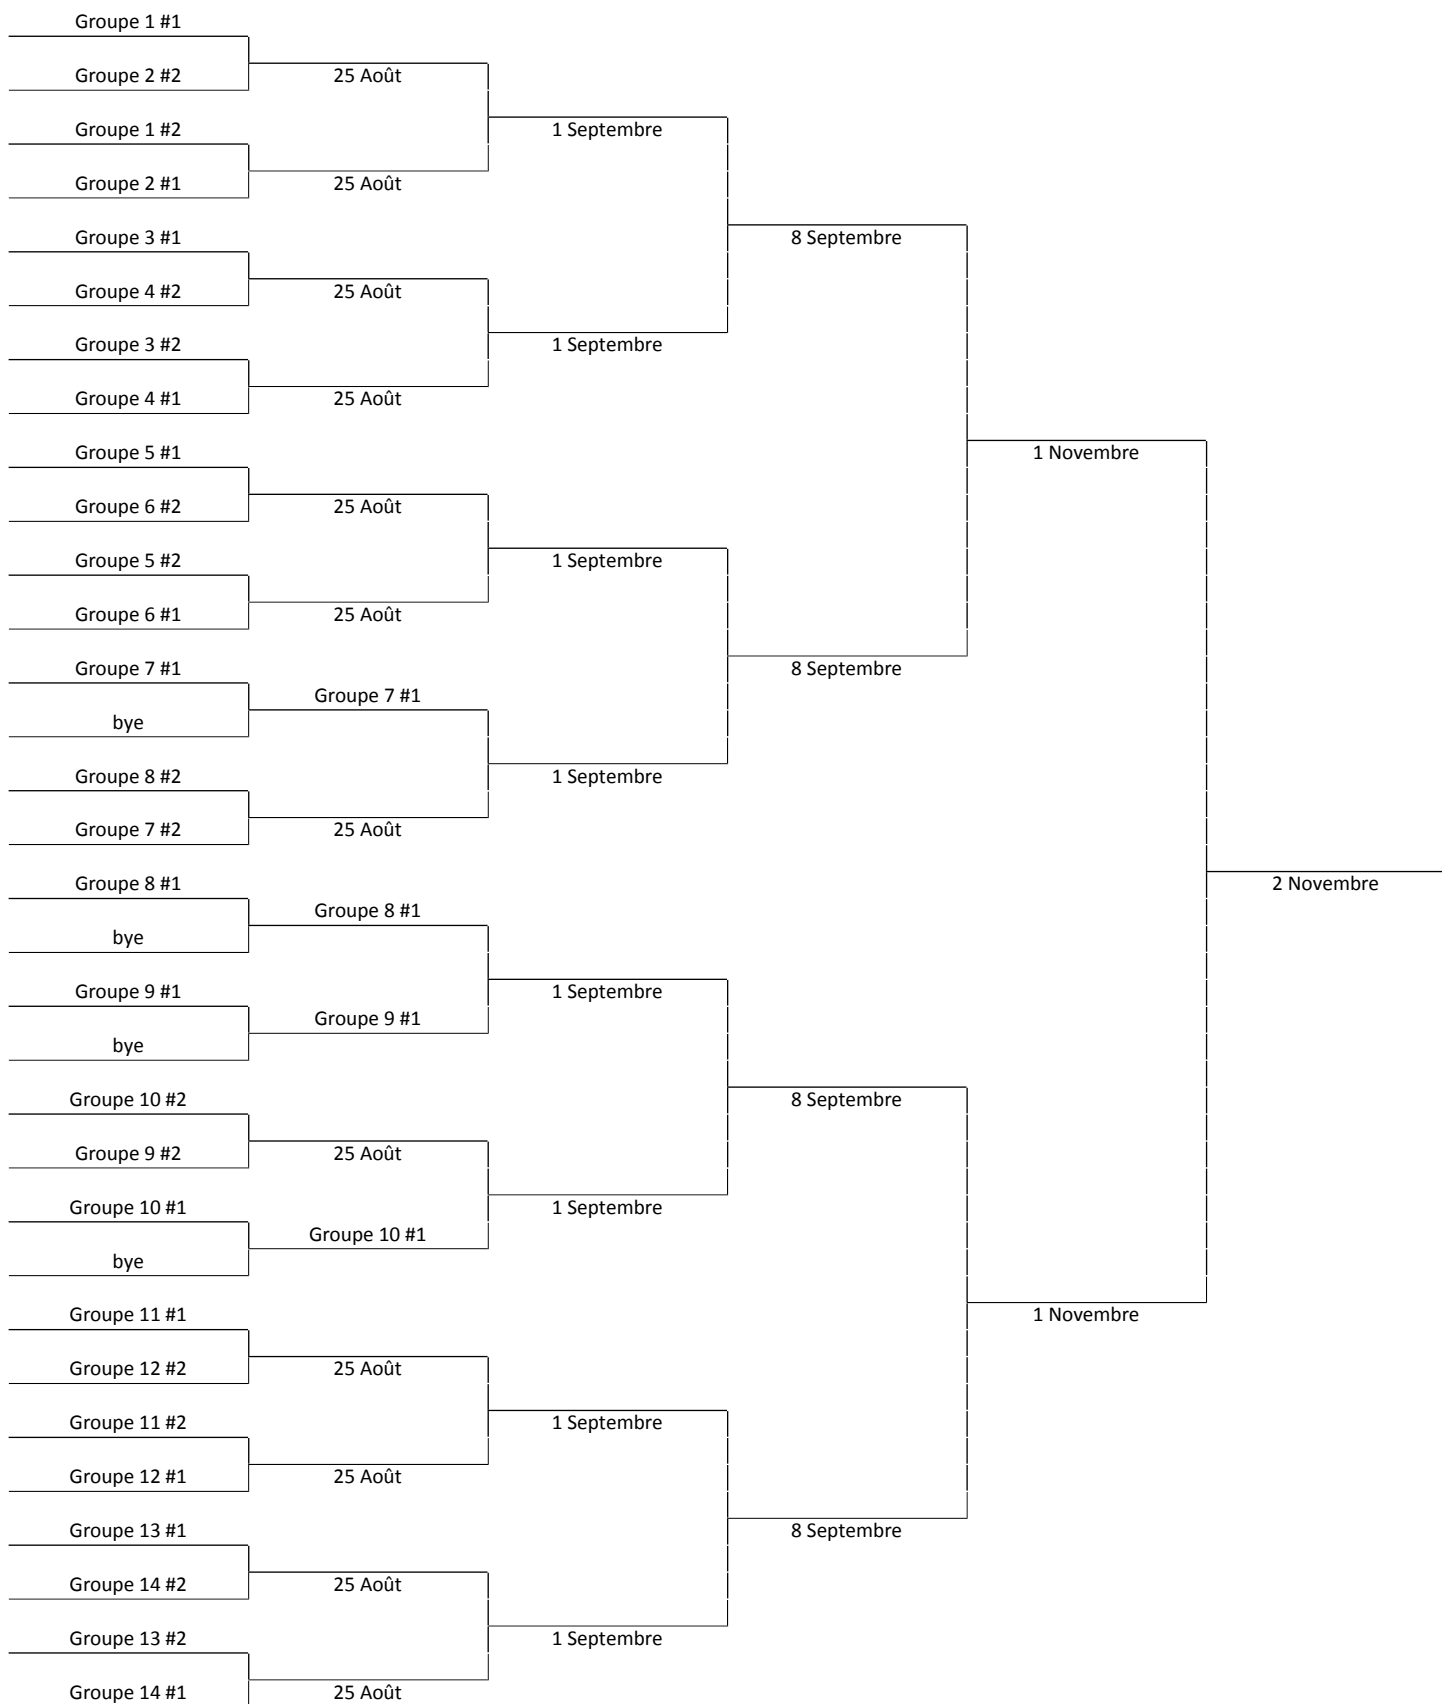 Groupe 1 #1
Groupe 2 #2
25 Août
Groupe 1 #2
1 Septembre
Groupe 2 #1
25 Août
Groupe 3 #1
8 Septembre
Groupe 4 #2
25 Août
Groupe 3 #2
1 Septembre
Groupe 4 #1
25 Août
Groupe 5 #1
1 Novembre
Groupe 6 #2
25 Août
Groupe 5 #2
1 Septembre
Groupe 6 #1
25 Août
Groupe 7 #1
8 Septembre
Groupe 7 #1
bye
Groupe 8 #2
1 Septembre
Groupe 7 #2
25 Août
Groupe 8 #1
2 Novembre
Groupe 8 #1
bye
Groupe 9 #1
1 Septembre
Groupe 9 #1
bye
Groupe 10 #2
8 Septembre
Groupe 9 #2
25 Août
Groupe 10 #1
1 Septembre
Groupe 10 #1
bye
Groupe 11 #1
1 Novembre
Groupe 12 #2
25 Août
Groupe 11 #2
1 Septembre
Groupe 12 #1
25 Août
Groupe 13 #1
8 Septembre
Groupe 14 #2
25 Août
Groupe 13 #2
1 Septembre
Groupe 14 #1
25 Août